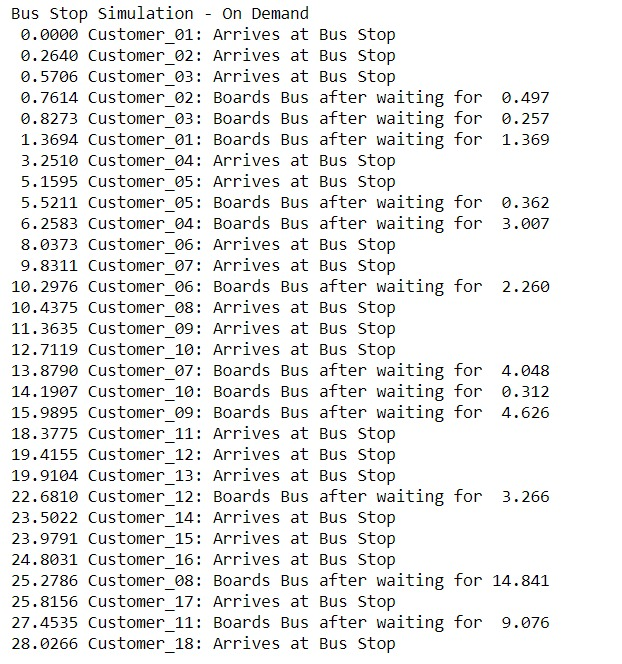 Bus Stop Simulation - On Demand
 0.0000 Customer_01: Arrives at Bus Stop
 0.2640 Customer_02: Arrives at Bus Stop
 0.5706 Customer_03: Arrives at Bus Stop
 0.7614 Customer_02: Boards Bus after waiting for  0.497
 0.8273 Customer_03: Boards Bus after waiting for  0.257
 1.3694 Customer_01: Boards Bus after waiting for  1.369
 3.2510 Customer_04: Arrives at Bus Stop
 5.1595 Customer_05: Arrives at Bus Stop
 5.5211 Customer_05: Boards Bus after waiting for  0.362
 6.2583 Customer_04: Boards Bus after waiting for  3.007
 8.0373 Customer_06: Arrives at Bus Stop
 9.8311 Customer_07: Arrives at Bus Stop
10.2976 Customer_06: Boards Bus after waiting for  2.260
10.4375 Customer_08: Arrives at Bus Stop
11.3635 Customer_09: Arrives at Bus Stop
12.7119 Customer_10: Arrives at Bus Stop
13.8790 Customer_07: Boards Bus after waiting for  4.048
14.1907 Customer_10: Boards Bus after waiting for  0.312
15.9895 Customer_09: Boards Bus after waiting for  4.626
18.3775 Customer_11: Arrives at Bus Stop
19.4155 Customer_12: Arrives at Bus Stop
19.9104 Customer_13: Arrives at Bus Stop
22.6810 Customer_12: Boards Bus after waiting for  3.266
23.5022 Customer_14: Arrives at Bus Stop
23.9791 Customer_15: Arrives at Bus Stop
24.8031 Customer_16: Arrives at Bus Stop
25.2786 Customer_08: Boards Bus after waiting for 14.841
25.8156 Customer_17: Arrives at Bus Stop
27.4535 Customer_11: Boards Bus after waiting for  9.076
28.0266 Customer_18: Arrives at Bus Stop